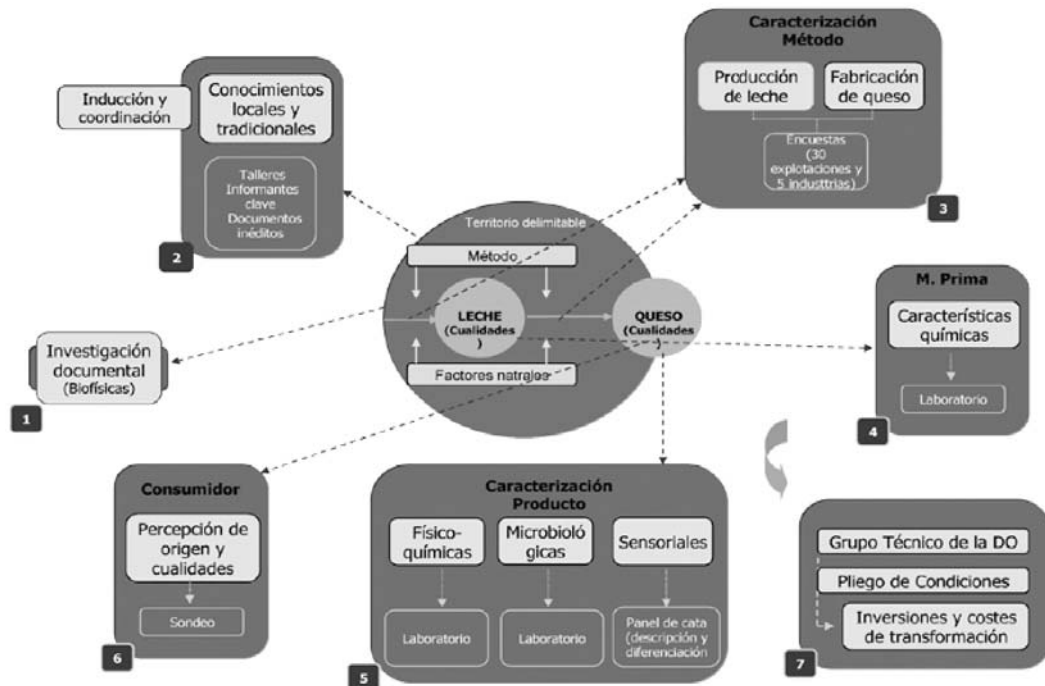 Inducción y
coordinación
Conocimientos
locales y
tradicionales
Talleres
Informantes
clave
Documentos
inéditos
2
Caracterización
Método
Producción
de leche
Fabricación
de queso
Encuestas
(30
explotaciones y
5 industtrias)
3
Territorio delimitable
Método
LECHE
(Cualidades
)
QUESO
(Cualidades
)
Factores natrales
Investigación
documental
(Biofísicas)
1
M. Prima
Características
químicas
Laboratorio
4
Consumidor
Percepción de
origen y
cualidades
Sondeo
6
Caracterización
Producto
Físico-
químicas
Microbioló
gicas
Sensoriales
Laboratorio
Laboratorio
Panel de cata
(descripción y
diferenciación
5
Grupo Técnico de la DO
Pliego de Condiciones
Inversiones y costes
de transformación
7